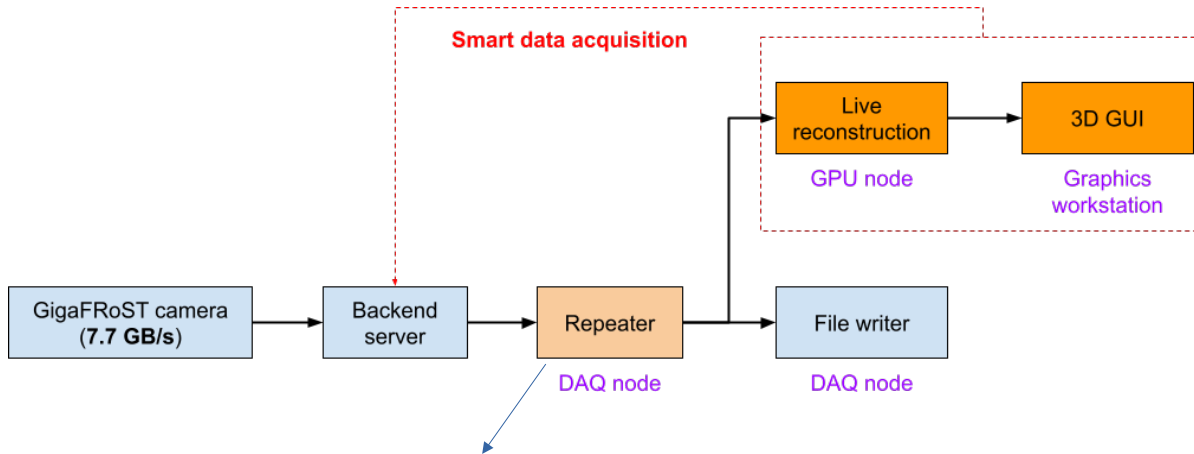 Smart data acquisition
Live
reconstruction
3D GUI
GPU node
Graphics
workstation
GigaFRoST camera
(7.7 GB/s)
Backend
server
Repeater
File writer
DAQ node
DAQ node